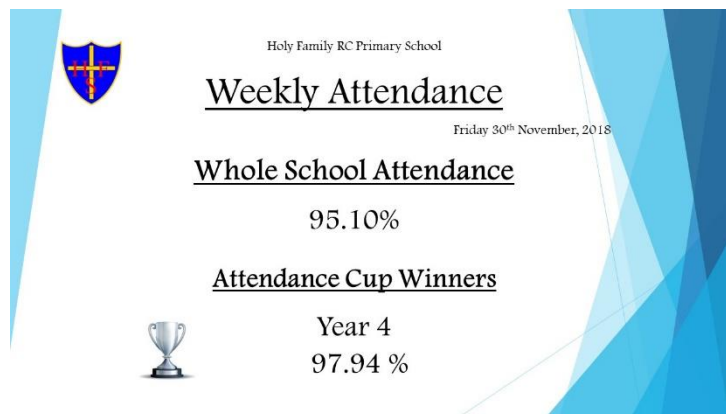 Holy Family RC Primary School
H F
S
Weekly Attendance
Friday 30th November, 2018
Whole School Attendance
95.10%
Attendance Cup Winners
Year 4
97.94 %